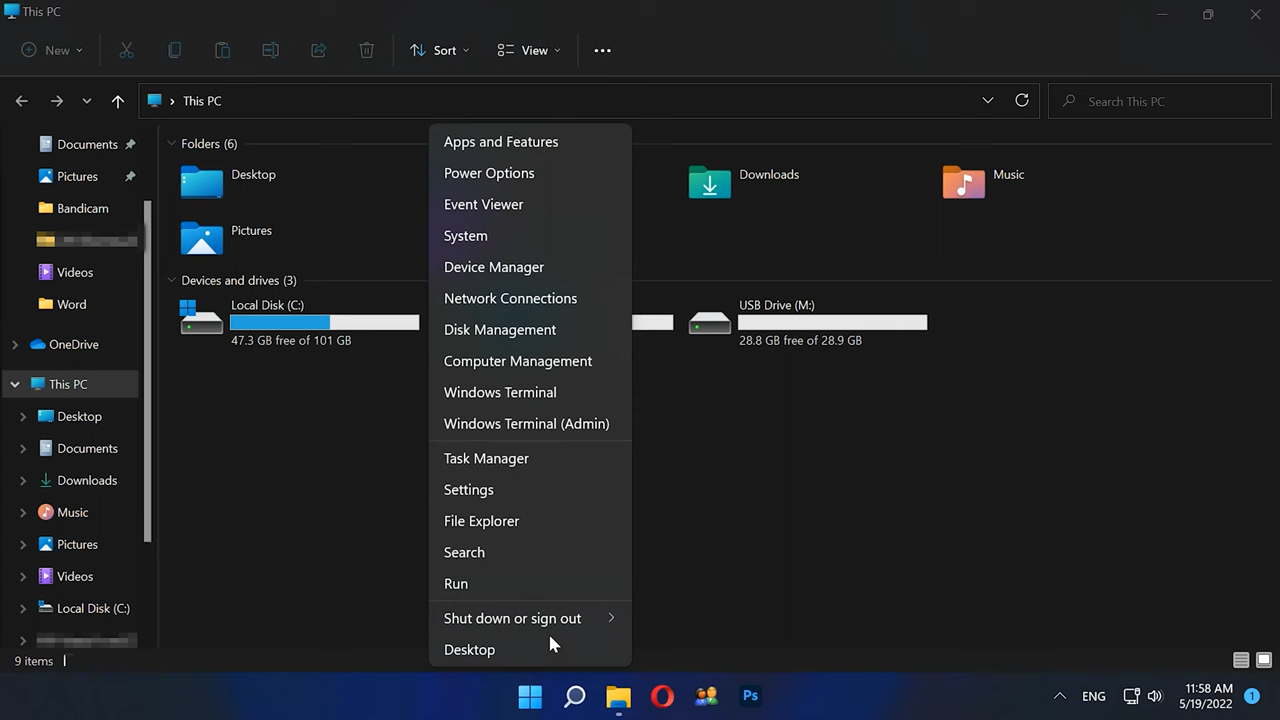 This PC
New
Sort
View
This PC
Search This PC
Documents
Pictures
Bandicam
Videos
Word
OneDrive
This PC
Desktop
Documents
Downloads
Music
Pictures
Videos
Local Disk (C:)
Folders (6)
Desktop
Downloads
Music
Pictures
Devices and drives (3)
Local Disk (C:)
47.3 GB free of 101 GB
USB Drive (M:)
28.8 GB free of 28.9 GB
Apps and Features
Power Options
Event Viewer
System
Device Manager
Network Connections
Disk Management
Computer Management
Windows Terminal
Windows Terminal (Admin)
Task Manager
Settings
File Explorer
Search
Run
Shut down or sign out
Desktop
9 items
Ps
ENG
11:58 AM
5/19/2022
1